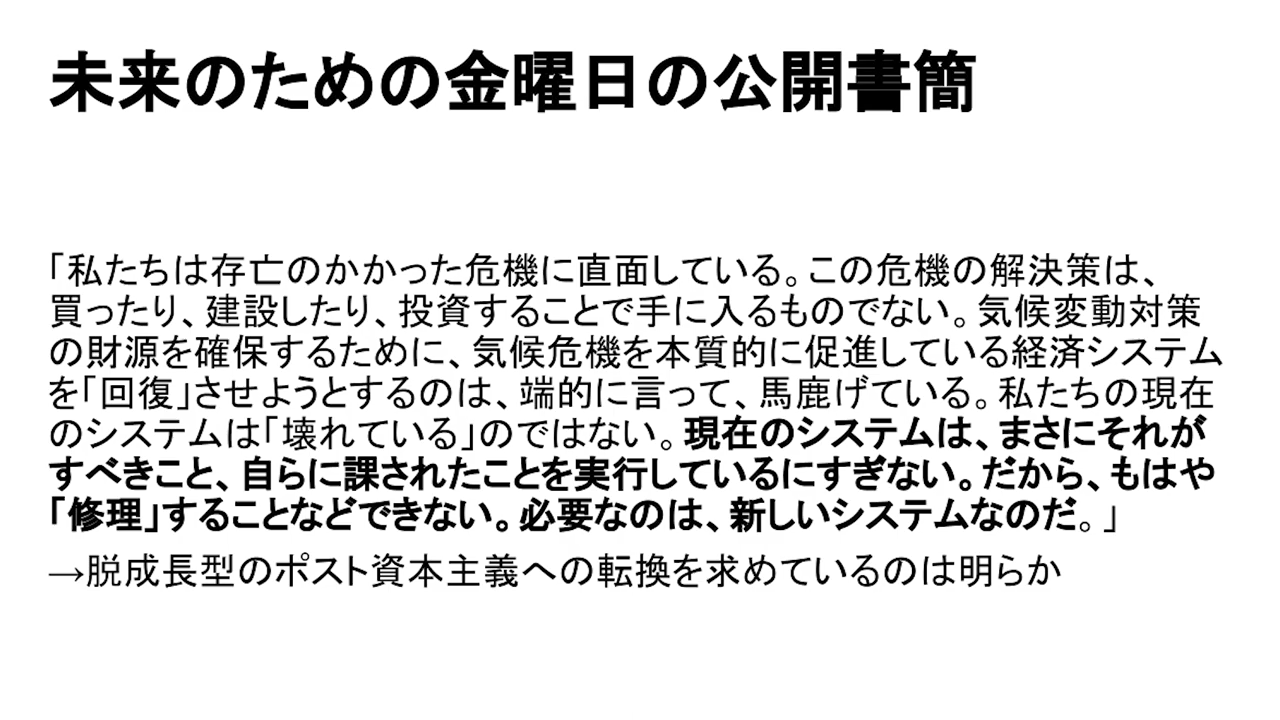 未来のための金曜日の公開書簡
「私たちは存亡のかかった危機に直面している。この危機の解決策は、
買ったり、建設したり、投資することで手に入るものでない。気候変動対策
の財源を確保するために、気候危機を本質的に促進している経済システム
を「回復」させようとするのは、端的に言って、馬鹿げている。私たちの現在
のシステムは「壊れている」のではない。現在のシステムは、まさにそれが
すべきこと、自らに課されたことを実行しているにすぎない。だから、もはや
「修理」することなどできない。必要なのは、新しいシステムなのだ。」
→脱成長型のポスト資本主義への転換を求めているのは明らか